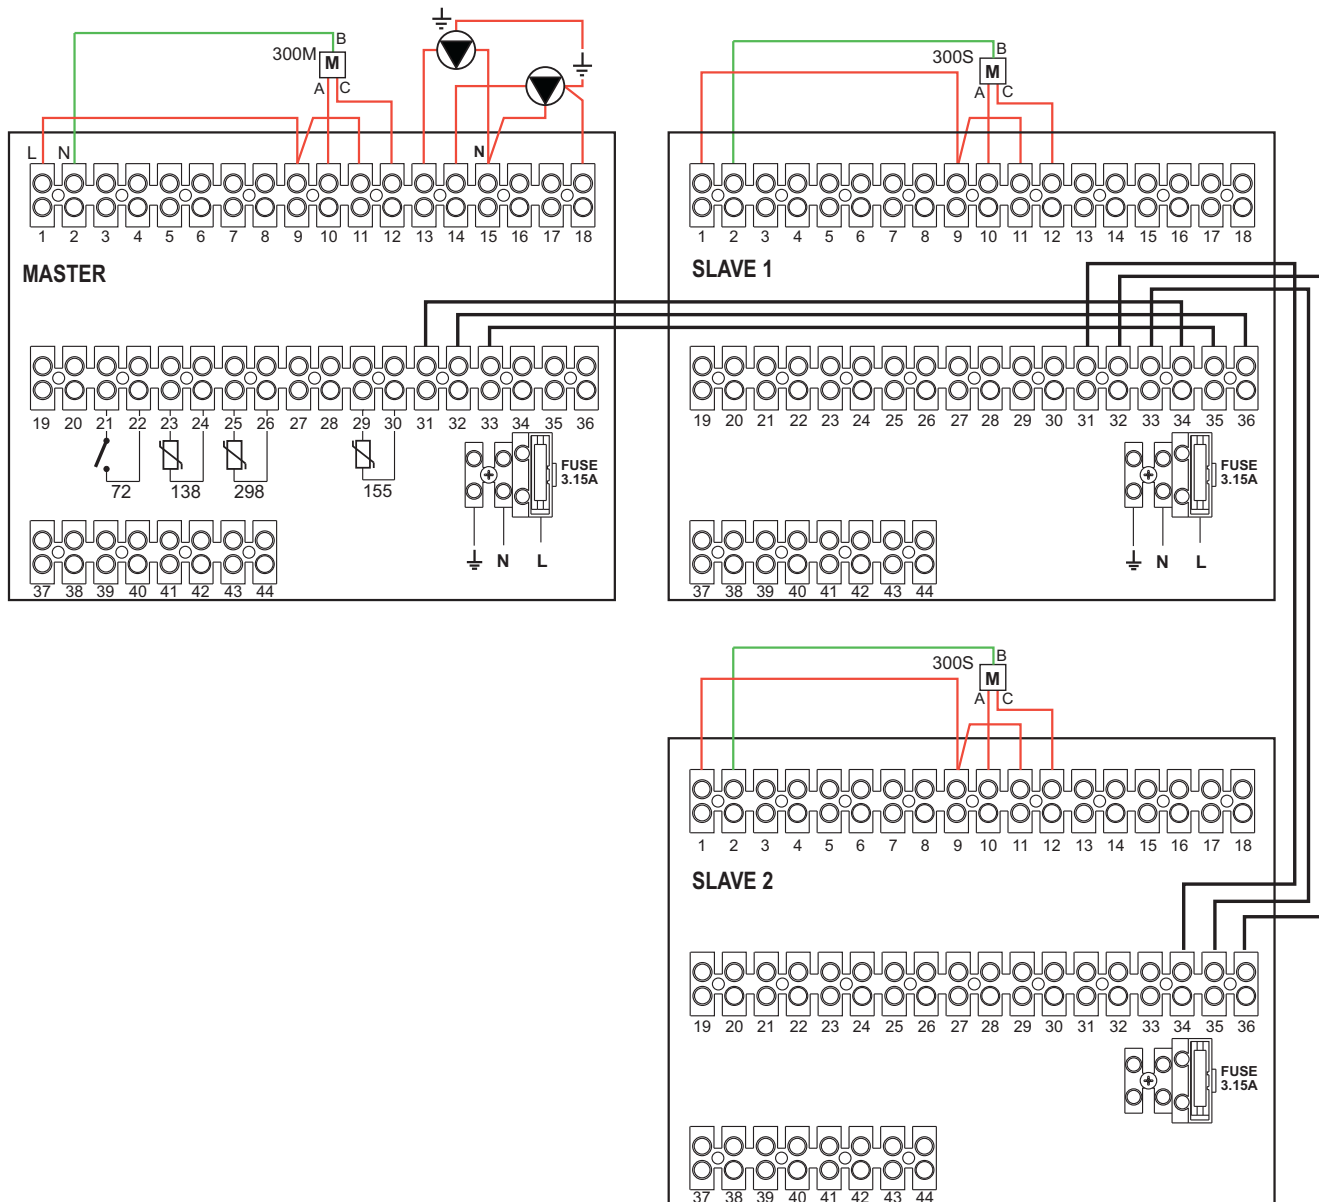 B
300M
M
A C
L N
N
1 2 3 4 5 6 7 8 9 10 11 12 13 14 15 16 17 18
MASTER
19 20 21 22 23 24 25 26 27 28 29 30 31 32 33 34 35 36
72 138 298 155
FUSE
3.15A
N L
37 38 39 40 41 42 43 44
B
300S
M
A C
1 2 3 4 5 6 7 8 9 10 11 12 13 14 15 16 17 18
SLAVE 1
19 20 21 22 23 24 25 26 27 28 29 30 31 32 33 34 35 36
FUSE
3.15A
N L
37 38 39 40 41 42 43 44
B
300S
M
A C
1 2 3 4 5 6 7 8 9 10 11 12 13 14 15 16 17 18
SLAVE 2
19 20 21 22 23 24 25 26 27 28 29 30 31 32 33 34 35 36
FUSE
3.15A
37 38 39 40 41 42 43 44